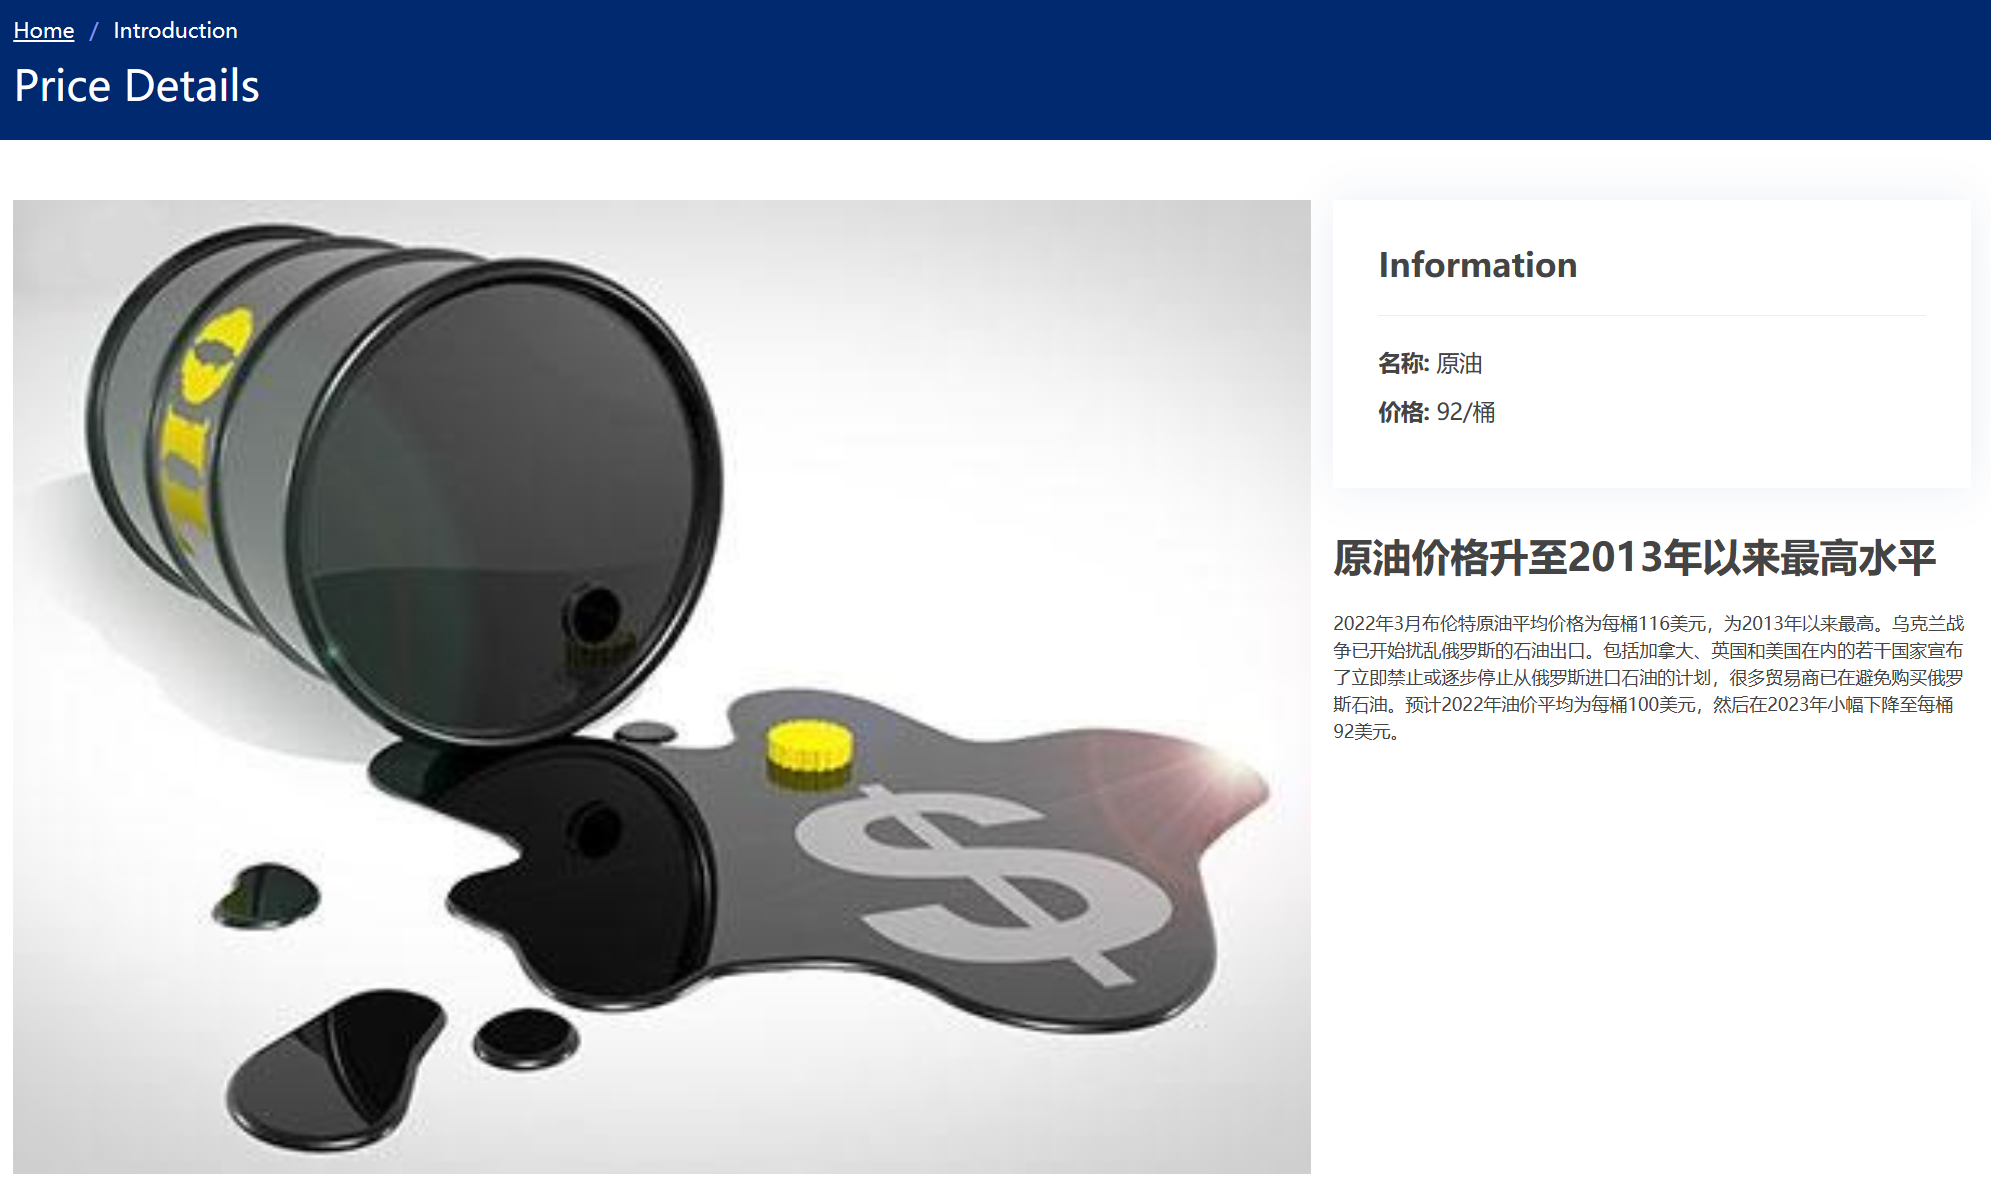 Home / Introduction
Price Details
OIL
$
Information
名称: 原油
价格: 92/桶
原油价格升至2013年以来最高水平
2022年3月布伦特原油平均价格为每桶116美元，为2013年以来最高。乌克兰战
争已开始扰乱俄罗斯的石油出口。包括加拿大、英国和美国在内的若干国家宣布
了立即禁止或逐步停止从俄罗斯进口石油的计划，很多贸易商已在避免购买俄罗
斯石油。预计2022年油价平均为每桶100美元，然后在2023年小幅下降至每桶
92美元。